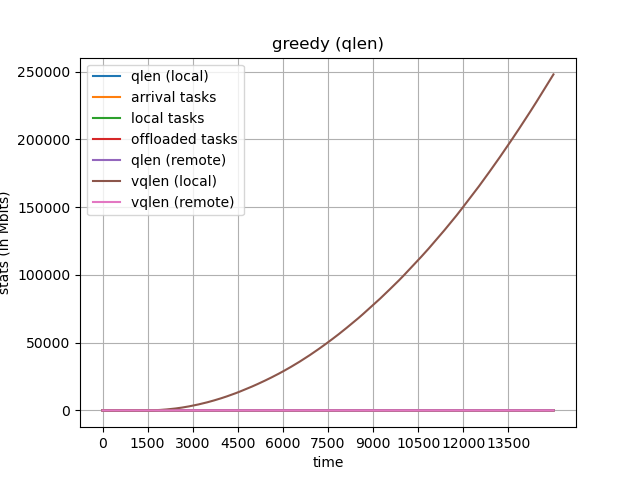 greedy (qlen)
250000
200000
150000
100000
50000
0
stats (in Mbits)
qlen (local)
arrival tasks
local tasks
offloaded tasks
qlen (remote)
vqlen (local)
vqlen (remote)
0 1500 3000 4500 6000 7500 9000 10500 12000 13500
time